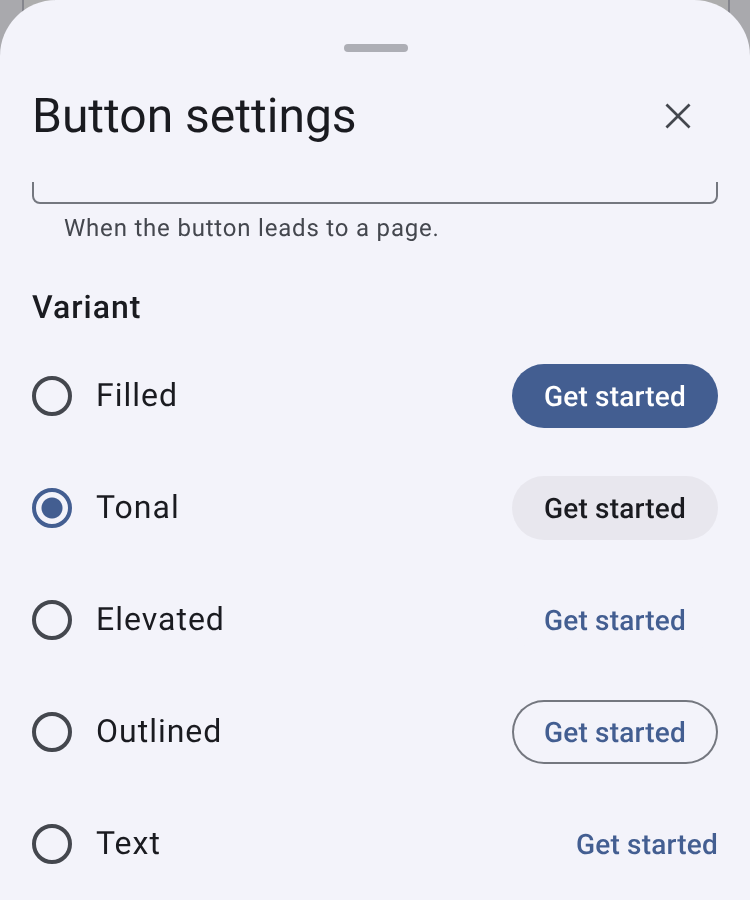 Button settings
When the button leads to a page.
Variant
Filled
Get started
Tonal
Get started
Elevated
Get started
Outlined
Get started
Text
Get started